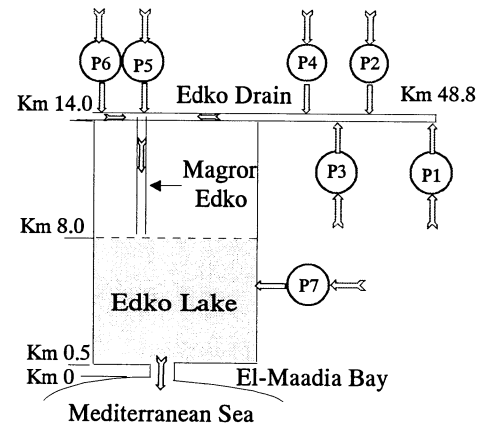 P6
P5
P4
P2
Km 14.0
Edko Drain
Km 48.8
P3
P1
Magror
Edko
Km 8.0
P7
Edko Lake
Km 0.5
Km 0
El-Maadia Bay
Mediterranean Sea